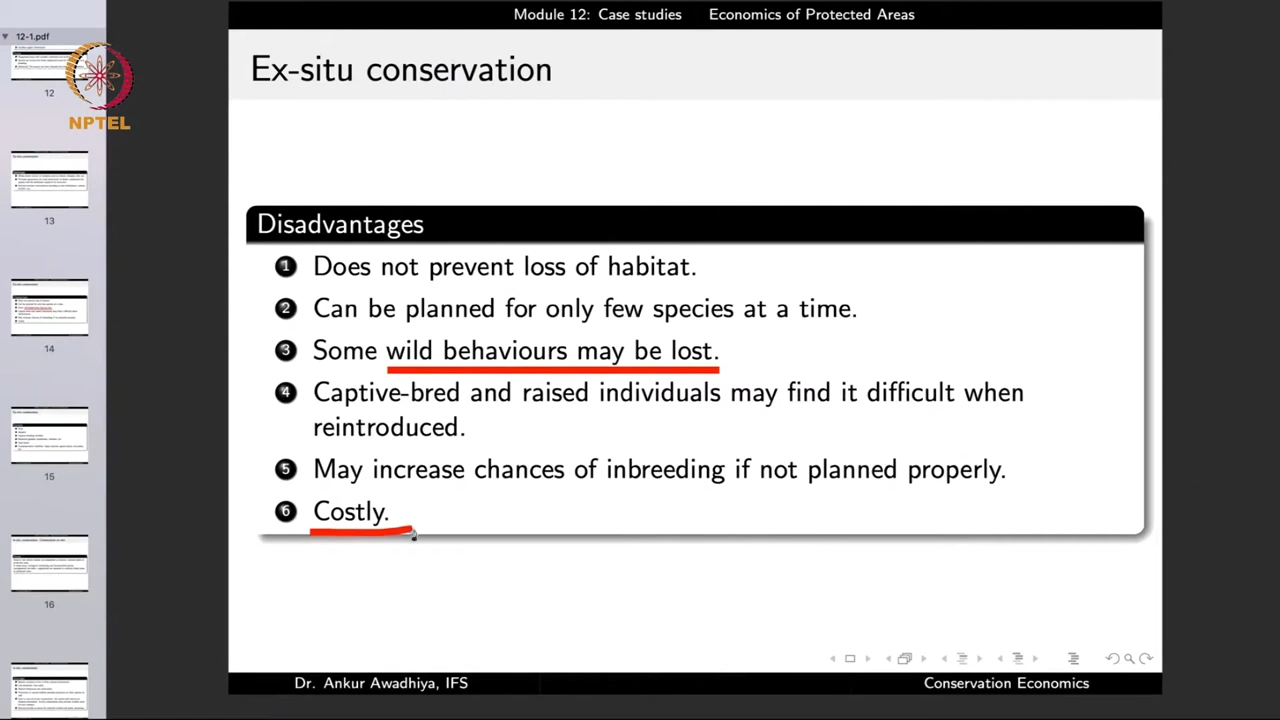 Module 12: Case studies Economics of Protected Areas
12-1.pdf
NPTEL
12
13
14
15
16
Ex-situ conservation
Disadvantages
1 Does not prevent loss of habitat.
2 Can be planned for only few species at a time.
3 Some wild behaviours may be lost.
4 Captive-bred and raised individuals may find it difficult when
reintroduced.
5 May increase chances of inbreeding if not planned properly.
6 Costly.
Dr. Ankur Awadhiya, IFS Conservation Economics